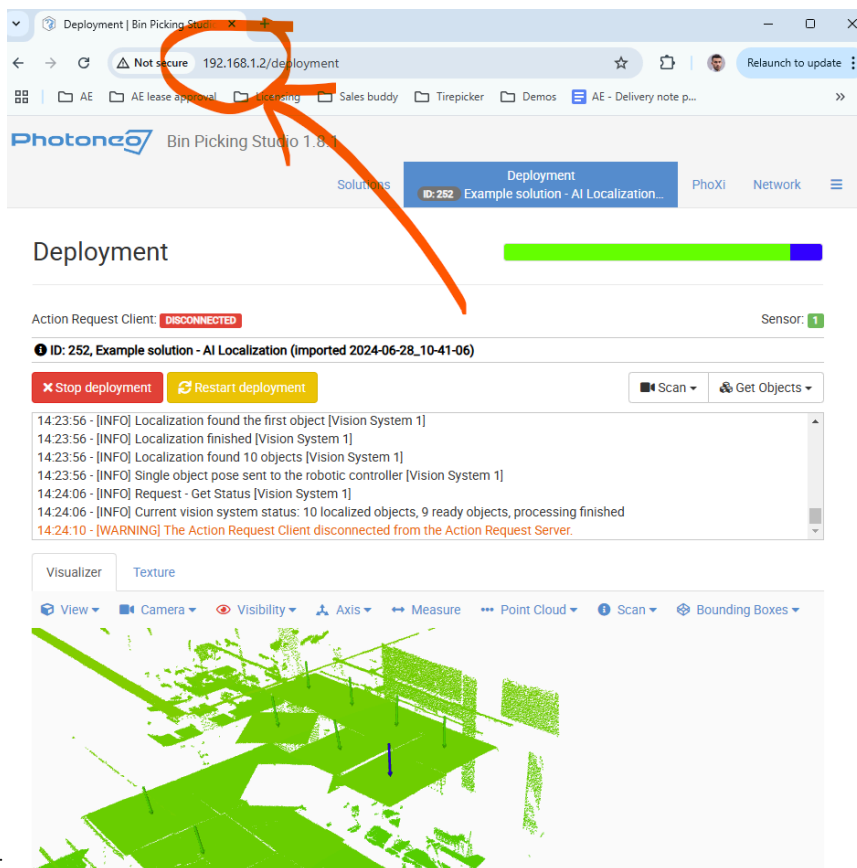 Deployment | Bin Picking Studio
Not secure 192.168.1.2/deployment
Relaunch to update
AE AE lease approval Licensing Sales buddy Tirepicker Demos AE - Delivery note p...
Photoneo Bin Picking Studio 1.8.1
Solutions
Deployment
ID: 252 Example solution - AI Localization...
PhoXi Network
Deployment
Action Request Client: DISCONNECTED Sensor: 1
ID: 252, Example solution - AI Localization (imported 2024-06-28_10-41-06)
Stop deployment Restart deployment Scan Get Objects
14:23:56 - [INFO] Localization found the first object [Vision System 1]
14:23:56 - [INFO] Localization finished [Vision System 1]
14:23:56 - [INFO] Localization found 10 objects [Vision System 1]
14:23:56 - [INFO] Single object pose sent to the robotic controller [Vision System 1]
14:24:06 - [INFO] Request - Get Status [Vision System 1]
14:24:06 - [INFO] Current vision system status: 10 localized objects, 9 ready objects, processing finished
14:24:10 - [WARNING] The Action Request Client disconnected from the Action Request Server.
Visualizer Texture
View Camera Visibility Axis Measure Point Cloud Scan Bounding Boxes